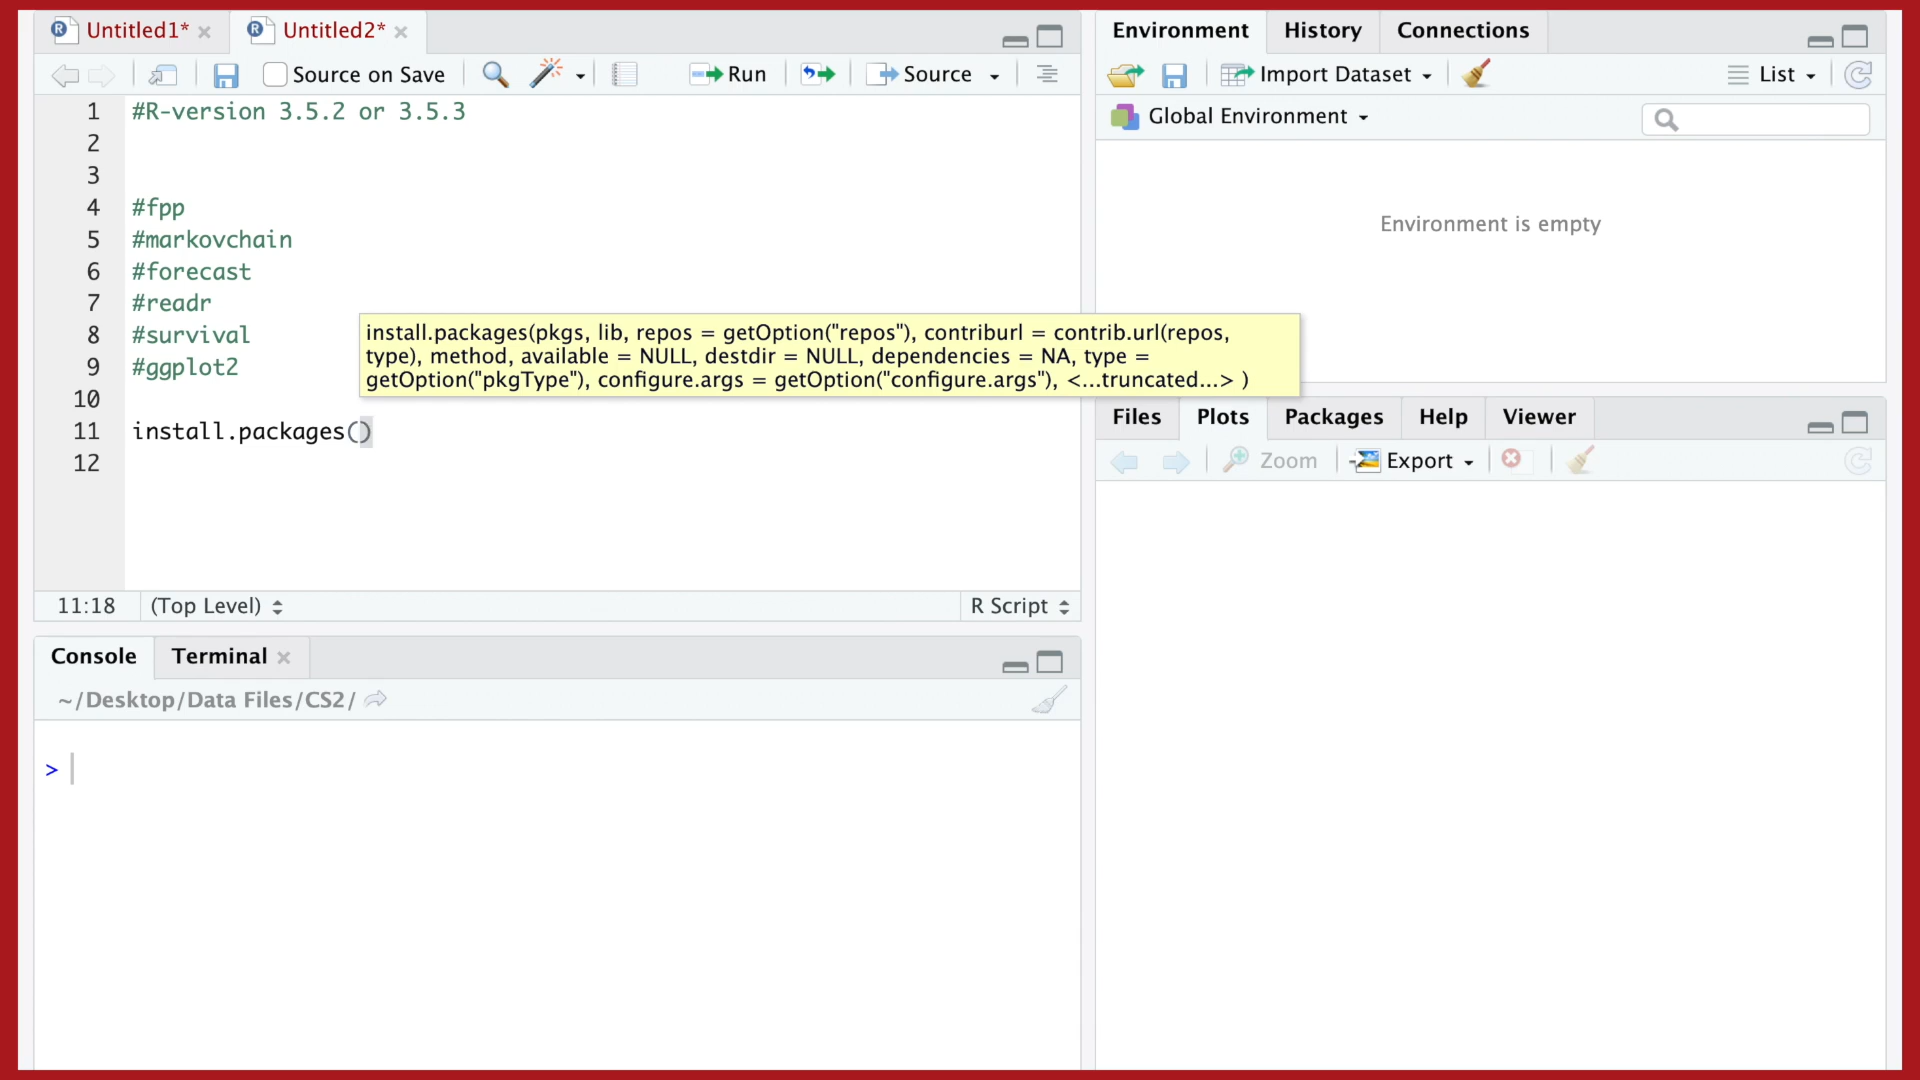 Untitled1*
Untitled2*
Source on Save
Run
Source
1 #R-version 3.5.2 or 3.5.3
2
3
4 #fpp
5 #markovchain
6 #forecast
7 #readr
8 #survival
9 #ggplot2
10
11 install.packages()
12
install.packages(pkgs, lib, repos = getOption("repos"), contriburl = contrib.url(repos,
type), method, available = NULL, destdir = NULL, dependencies = NA, type =
getOption("pkgType"), configure.args = getOption("configure.args"), <...truncated...> )
11:18 (Top Level) R Script
Console Terminal
~/Desktop/Data Files/CS2/
>
Environment History Connections
Import Dataset List
Global Environment
Environment is empty
Files Plots Packages Help Viewer
Zoom Export